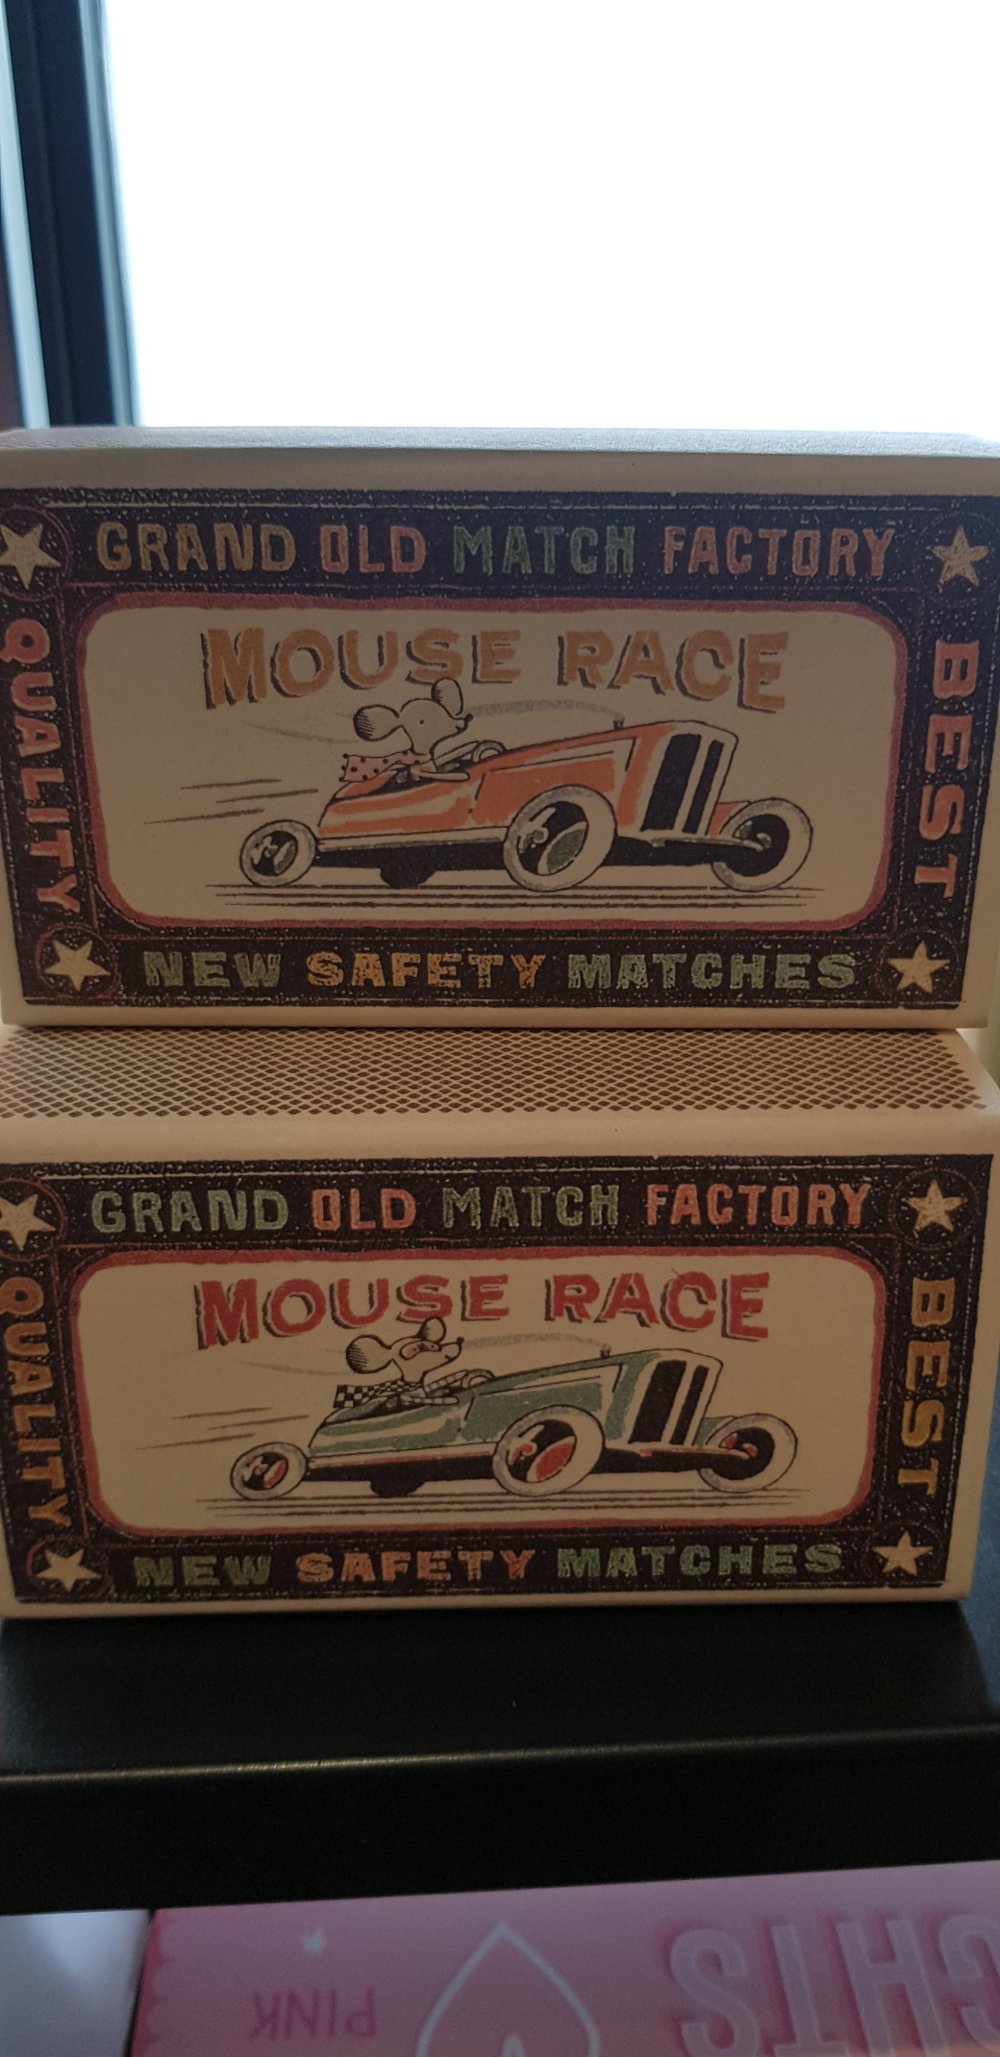 GRAND OLD MATCH FACTORY
QUALITY
MOUSE RACE
BEST
NEW SAFETY MATCHES
GRAND OLD MATCH FACTORY
QUALITY
MOUSE RACE
BEST
NEW SAFETY MATCHES
PINK